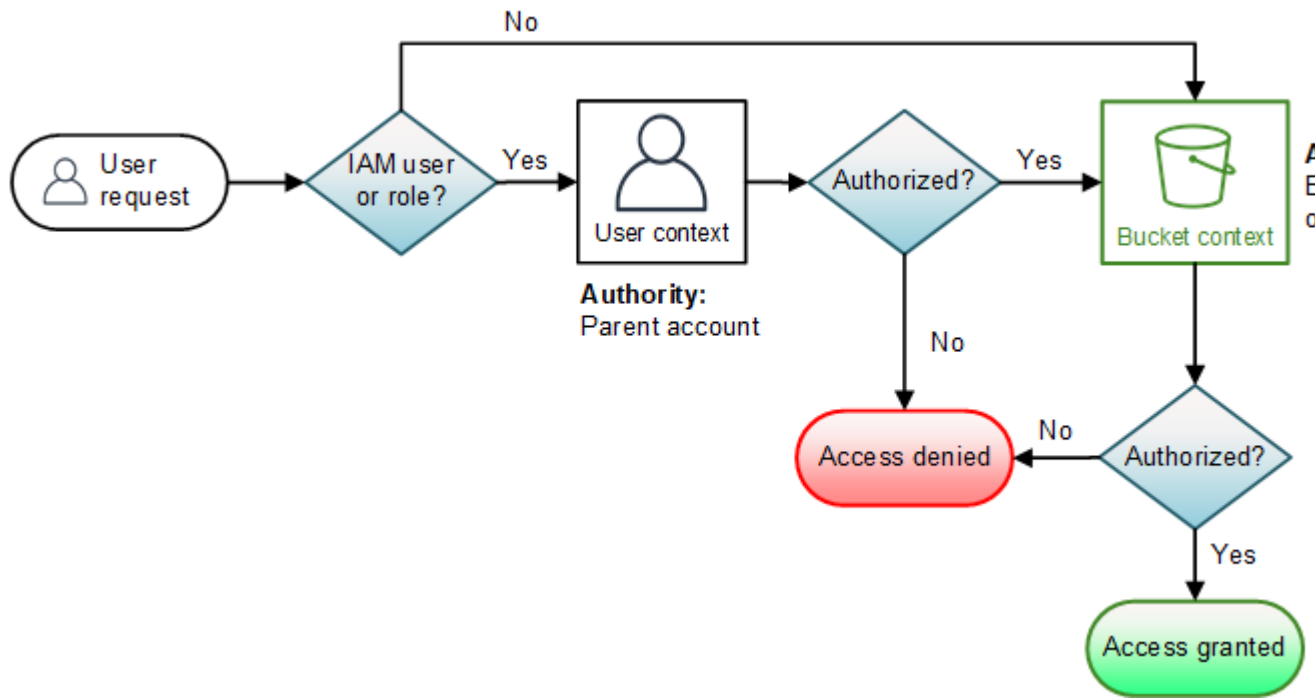 No
User
request
IAM user
or role?
Yes
User context
Authority:
Parent account
Authorized?
Yes
Bucket context
No
Access denied
No
Authorized?
Yes
Access granted